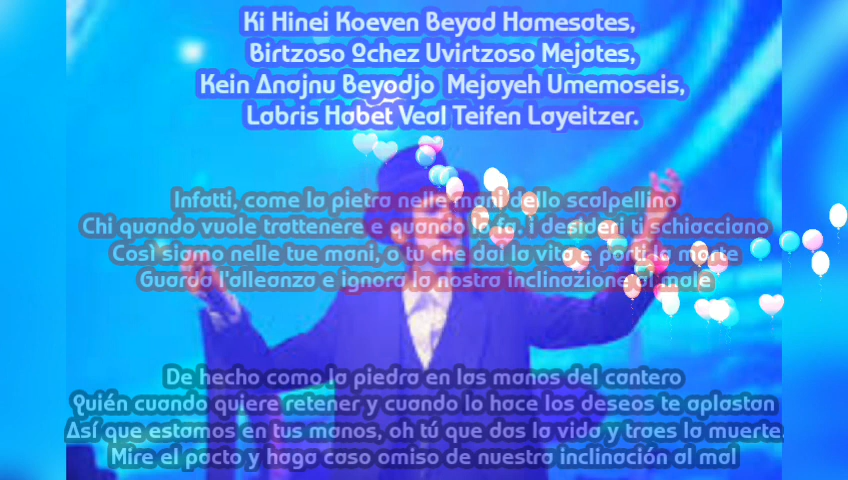 Ki Hinei Koeven Beyad Hamesates,
Birtzoso Ochez Uvirtzoso Mejates,
Kein Anajnu Beyodjo Mejayeh Umemoseis,
Labris Habet Veal Teifen Layeitzer.
Infatti, come la pietra nelle mani dello scalpellino
Chi quando vuole trattenere e quando lo fa. i desideri ti schiacciano
Così siamo nelle tue mani, o tu che dai la vita e porti la morte
Guarda l'alleanza e ignora la nostra inclinazione al male
De hecho como la piedra en las manos del cantero
Quién cuando quiere retener y cuando lo hace los deseos te aplastan
Así que estamos en tus manos, oh tú que das la vida y traes la muerte.
Mire el pacto y haga caso omiso de nuestra inclinación al mal